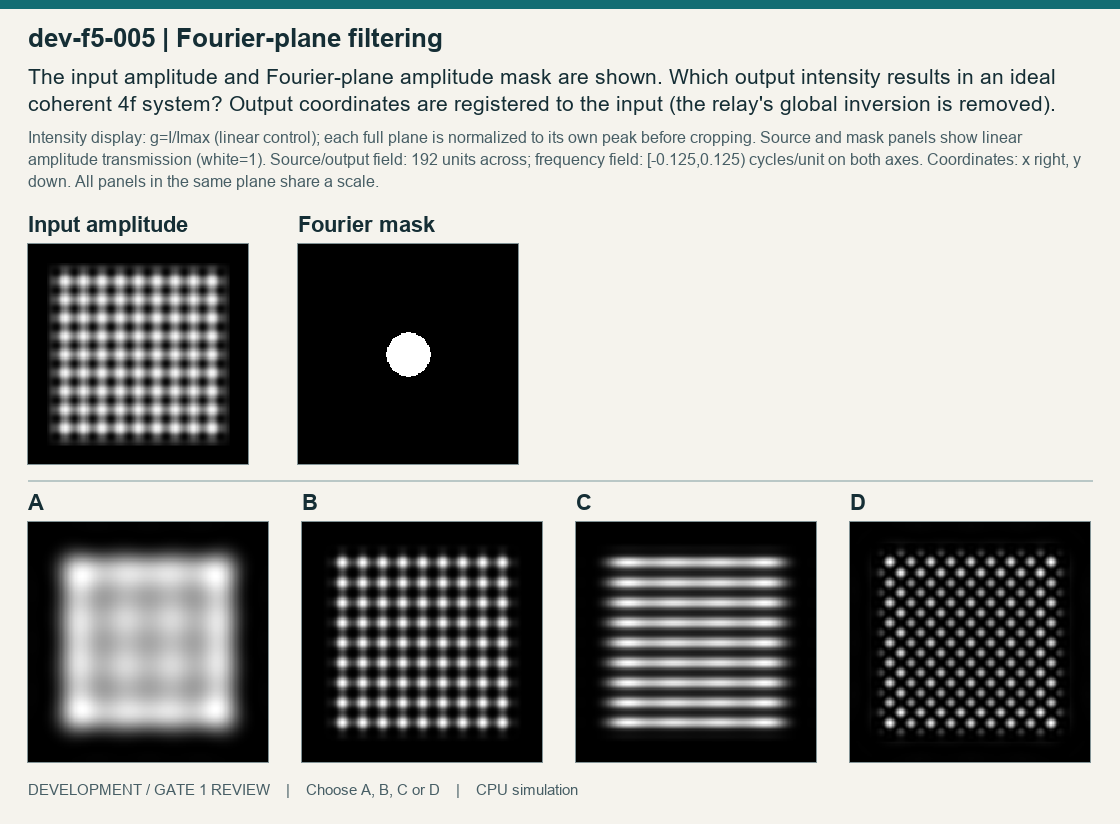 dev-f5-005 | Fourier-plane filtering
The input amplitude and Fourier-plane amplitude mask are shown. Which output intensity results in an ideal
coherent 4f system? Output coordinates are registered to the input (the relay's global inversion is removed).
Intensity display: g=I/Imax (linear control); each full plane is normalized to its own peak before cropping. Source and mask panels show linear
amplitude transmission (white=1). Source/output field: 192 units across; frequency field: [-0.125,0.125) cycles/unit on both axes. Coordinates: x right, y
down. All panels in the same plane share a scale.
Input amplitude Fourier mask
A B C D
DEVELOPMENT / GATE 1 REVIEW | Choose A, B, C or D | CPU simulation